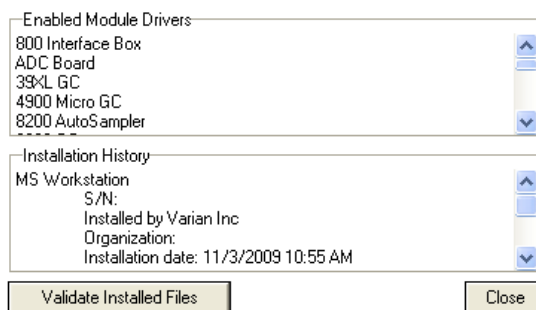 Enabled Module Drivers
800 Interface Box
ADC Board
39XL GC
4900 Micro GC
8200 AutoSampler
Installation History
MS Workstation
S/N:
Installed by Varian Inc
Organization:
Installation date: 11/3/2009 10:55 AM
Validate Installed Files
Close